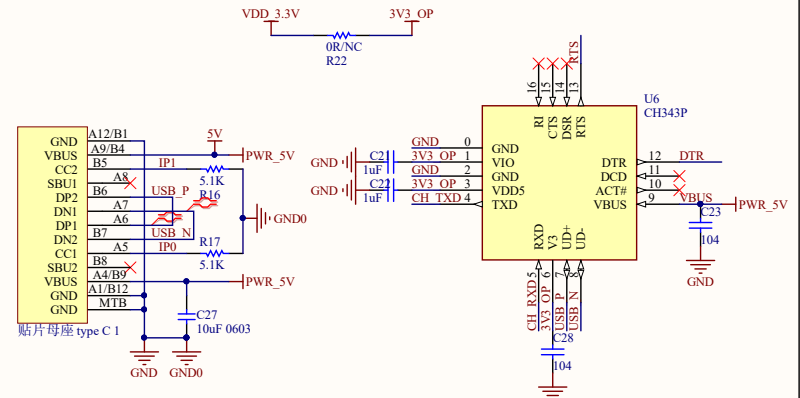 VDD_3.3V
3V3_OP
0R/NC
R22
GND
VBUS
CC2
SBU1
DP2
DN1
DP1
DN2
CC1
SBU2
VBUS
GND
GND
A12/B1
A9/B4
B5
A8
B6
A7
A6
B7
A5
B8
A4/B9
A1/B12
MTB
贴片母座 type C 1
5V
PWR_5V
IP1
5.1K
R16
USB_P
USB_N
GND0
IP0
R17
5.1K
PWR_5V
C27
10uF 0603
GND
GND0
U6
CH343P
RTS
16
15
14
13
RI
CTS
DSR
RTS
GND
0
GND
3V3_OP
1
VIO
GND
2
GND
3V3_OP
3
VDD5
CH_TXD
4
TXD
GND
C21
1uF
GND
C22
1uF
DTR
12
DTR
DCD
11
ACT#
10
VBUS
9
VBUS
PWR_5V
C23
104
GND
RXD
V3
UD+
UD-
5
6
7
8
CH_RXD
3V3_OP
USB_P
USB_N
C28
104